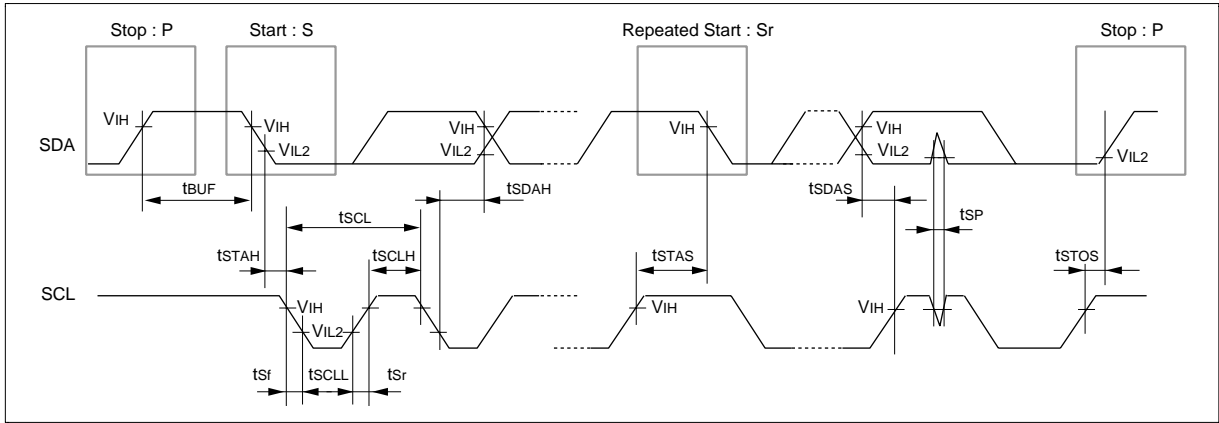 Stop : P Start : S Repeated Start : Sr Stop : P
VIH VIH VIH VIH VIH
SDA VIL2 VIL2 VIL2 VIL2
tBUF tSDAH tSDAS
tSCL tSP
tSTAH tSCLH tSTAS tSTOS
SCL
VIH VIH VIH
VIL2
tSf tSCLL tSr